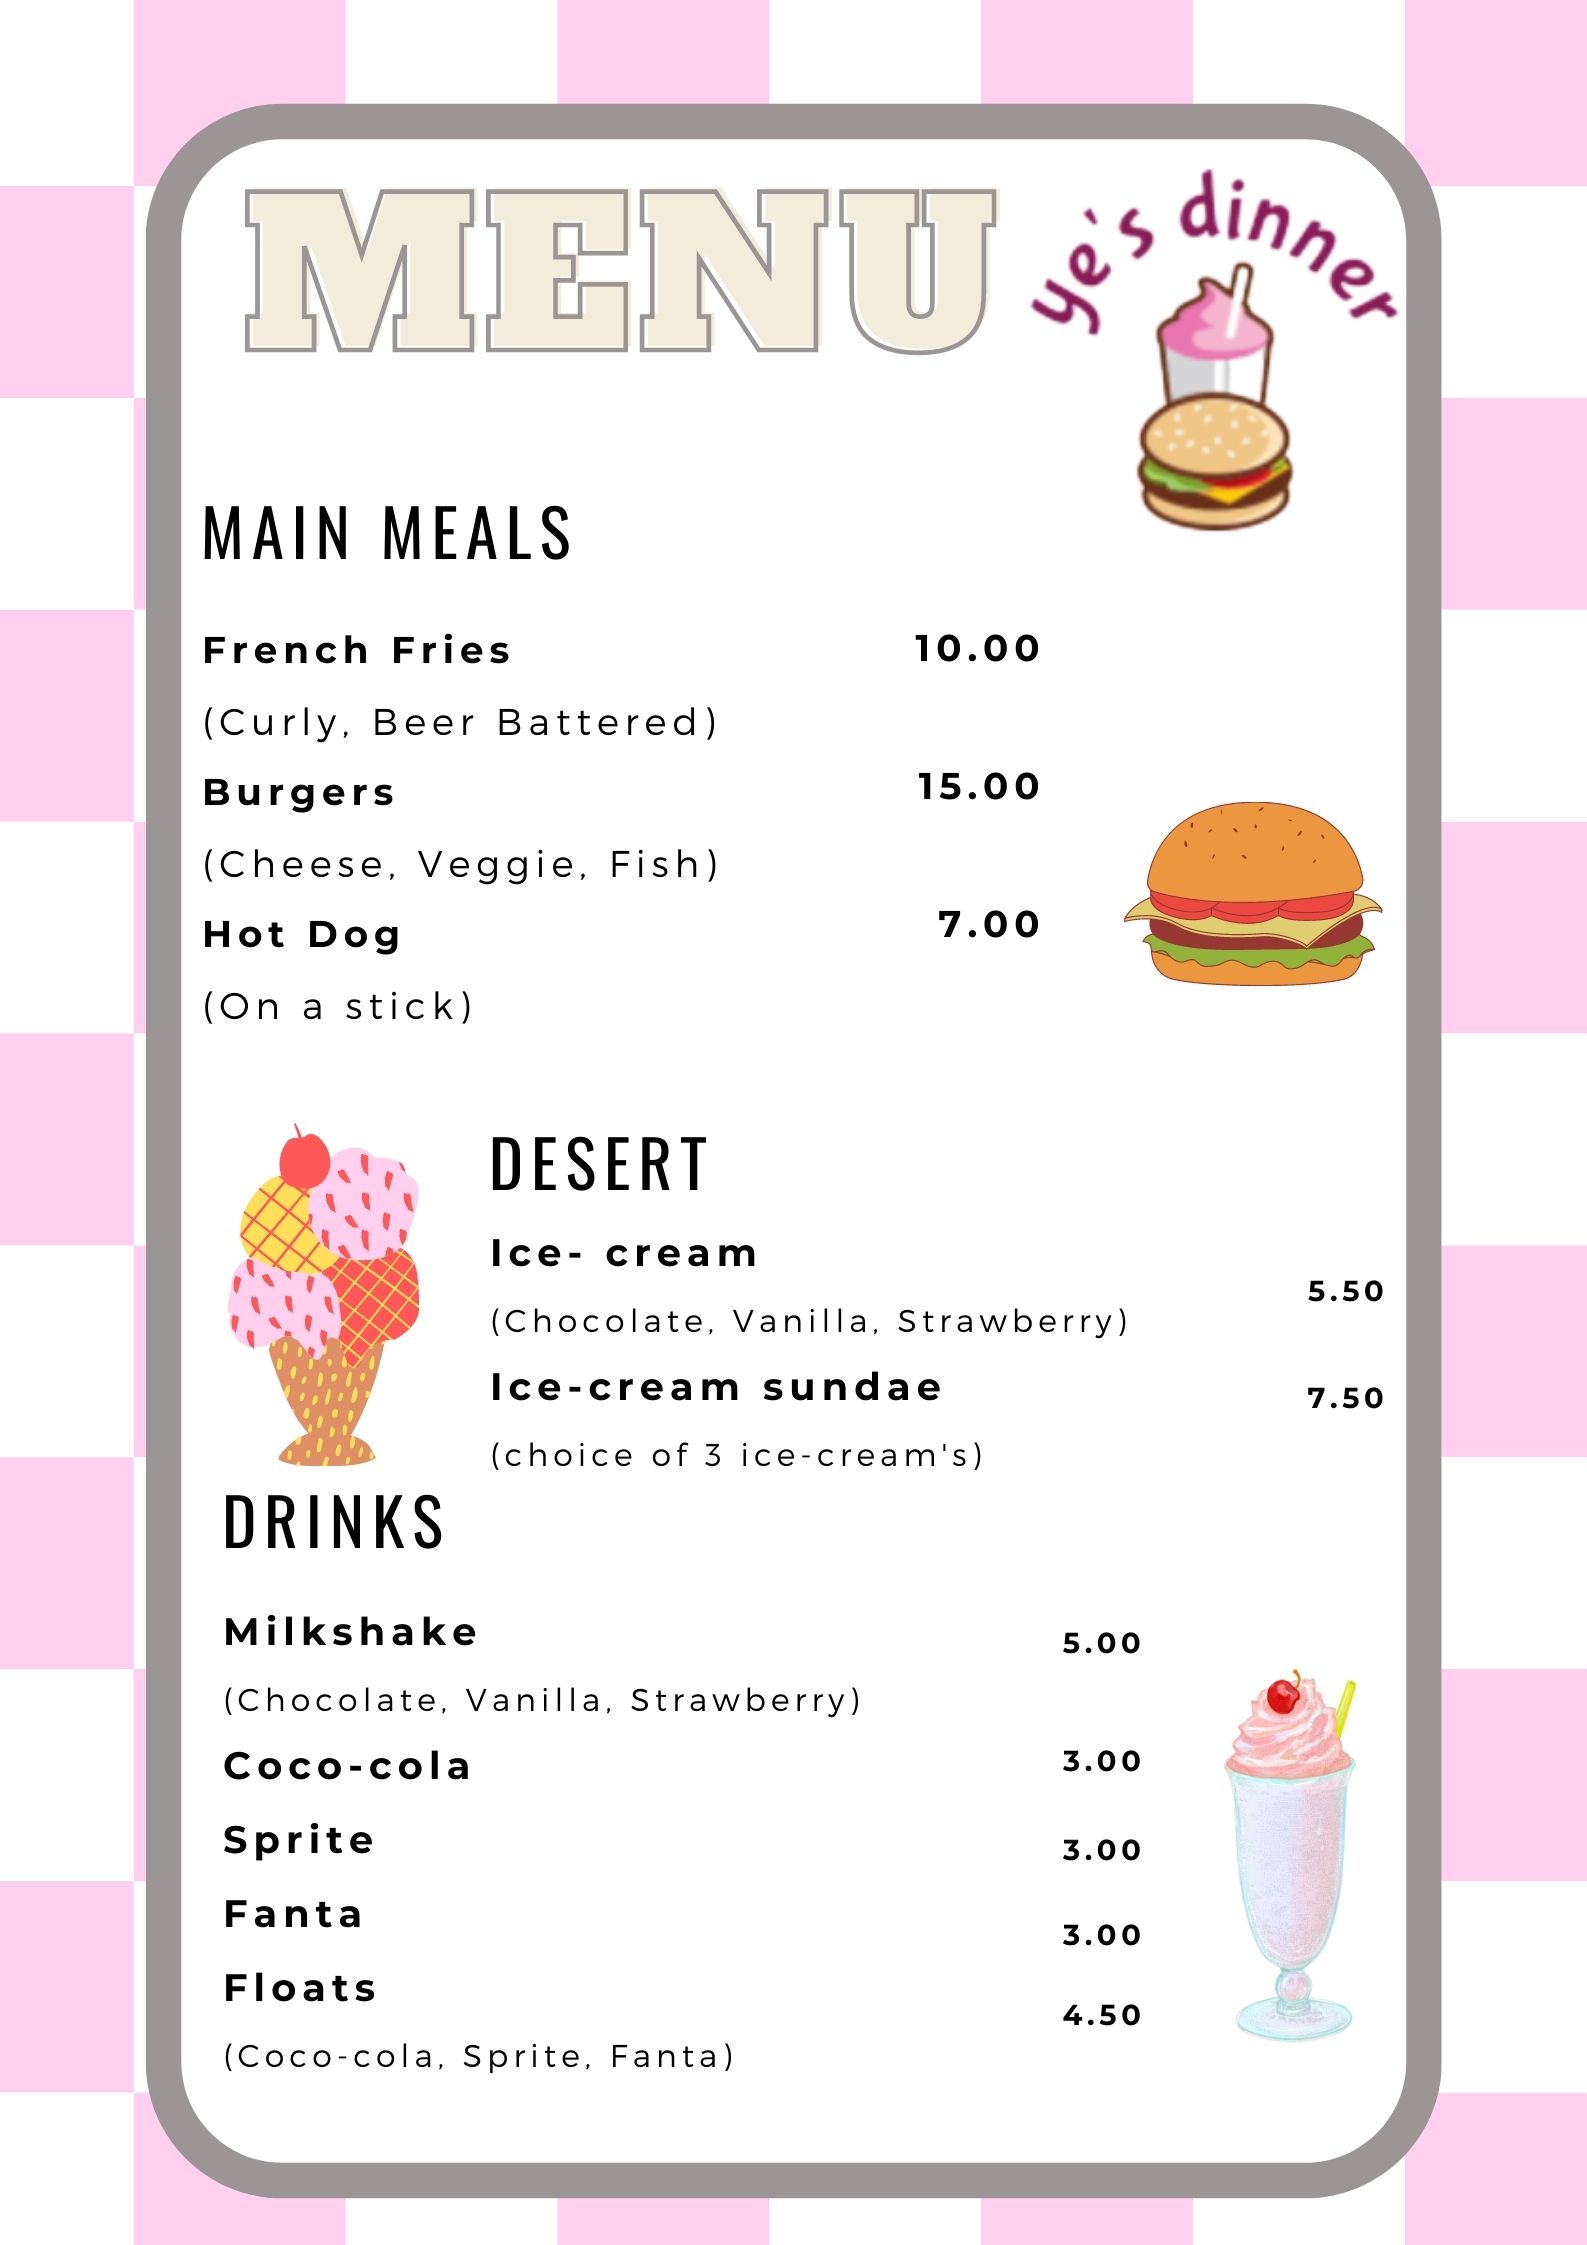 MENU
ye's dinner
MAIN MEALS
French Fries 10.00
(Curly, Beer Battered)
Burgers 15.00
(Cheese, Veggie, Fish)
Hot Dog 7.00
(On a stick)
DESERT
Ice- cream
5.50
(Chocolate, Vanilla, Strawberry)
Ice-cream sundae 7.50
(choice of 3 ice-cream's)
DRINKS
Milkshake 5.00
(Chocolate, Vanilla, Strawberry)
Coco-cola 3.00
Sprite 3.00
Fanta 3.00
Floats 4.50
(Coco-cola, Sprite, Fanta)